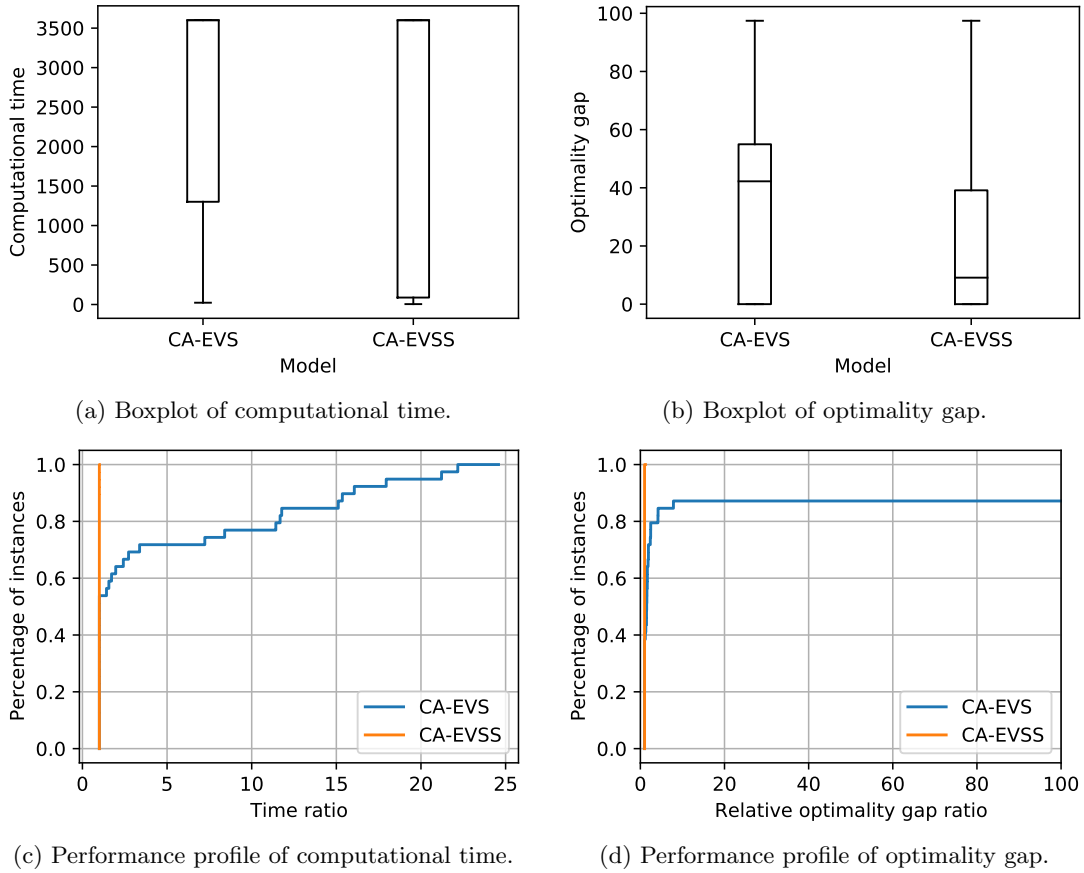 3500
3000
2500
2000
1500
1000
500
0
Computational time
CA-EVS CA-EVSS
Model
(a) Boxplot of computational time.
100
80
60
40
20
0
Optimality gap
CA-EVS CA-EVSS
Model
(b) Boxplot of optimality gap.
1.0
0.8
0.6
0.4
0.2
0.0
Percentage of instances
CA-EVS
CA-EVSS
0 5 10 15 20 25
Time ratio
(c) Performance profile of computational time.
1.0
0.8
0.6
0.4
0.2
0.0
Percentage of instances
CA-EVS
CA-EVSS
0 20 40 60 80 100
Relative optimality gap ratio
(d) Performance profile of optimality gap.